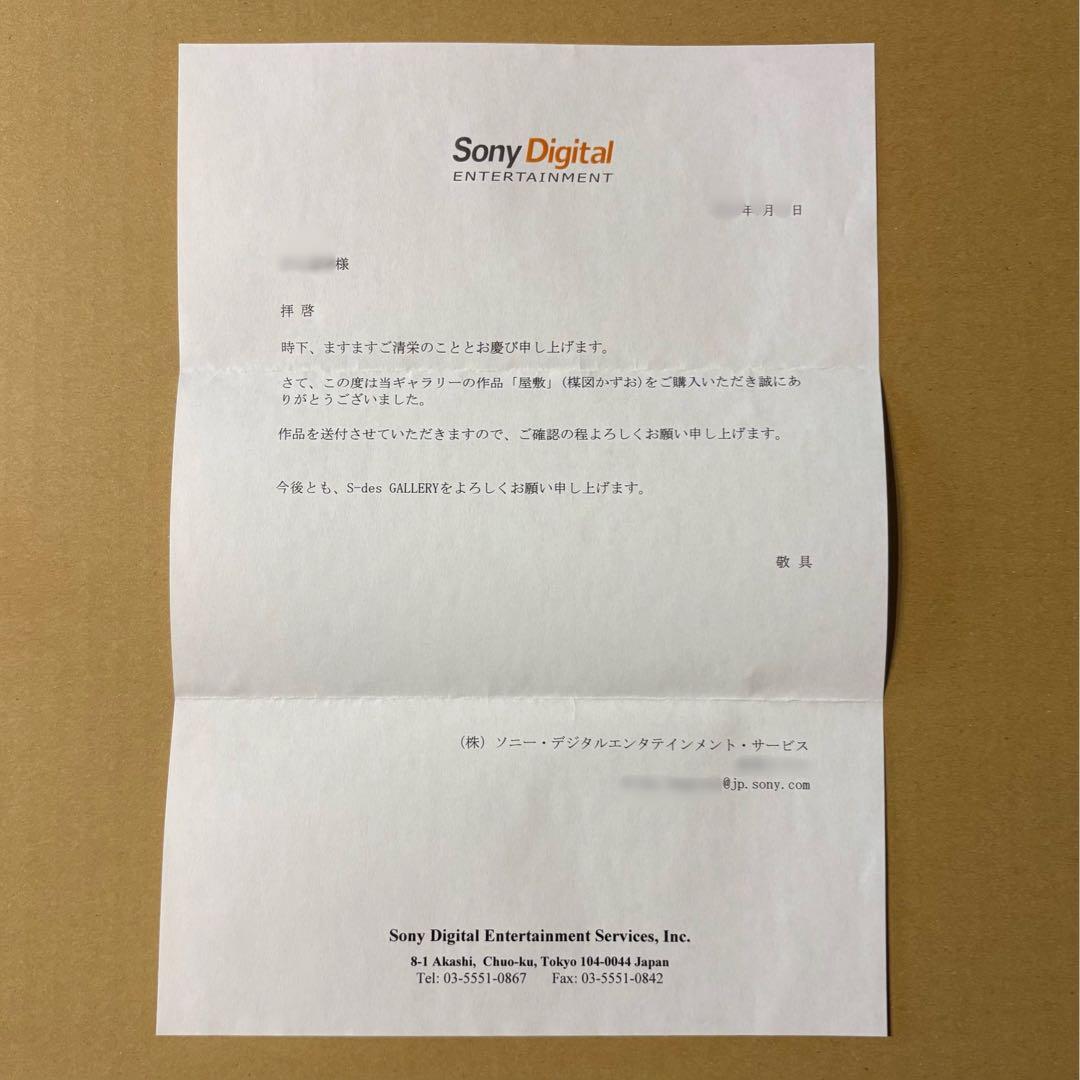 Sony Digital
ENTERTAINMENT
年 月 日
様
拝 啓
時下、ますますご清栄のこととお慶び申し上げます。
さて、この度は当ギャラリーの作品「屋敷」(楳図かずお)をご購入いただき誠にあ
りがとうございました。
作品を送付させていただきますので、ご確認の程よろしくお願い申し上げます。
今後とも、S-des GALLERYをよろしくお願い申し上げます。
敬 具
(株) ソニー・デジタルエンタテインメント・サービス
@jp.sony.com
Sony Digital Entertainment Services, Inc.
8-1 Akashi, Chuo-ku, Tokyo 104-0044 Japan
Tel: 03-5551-0867 Fax: 03-5551-0842